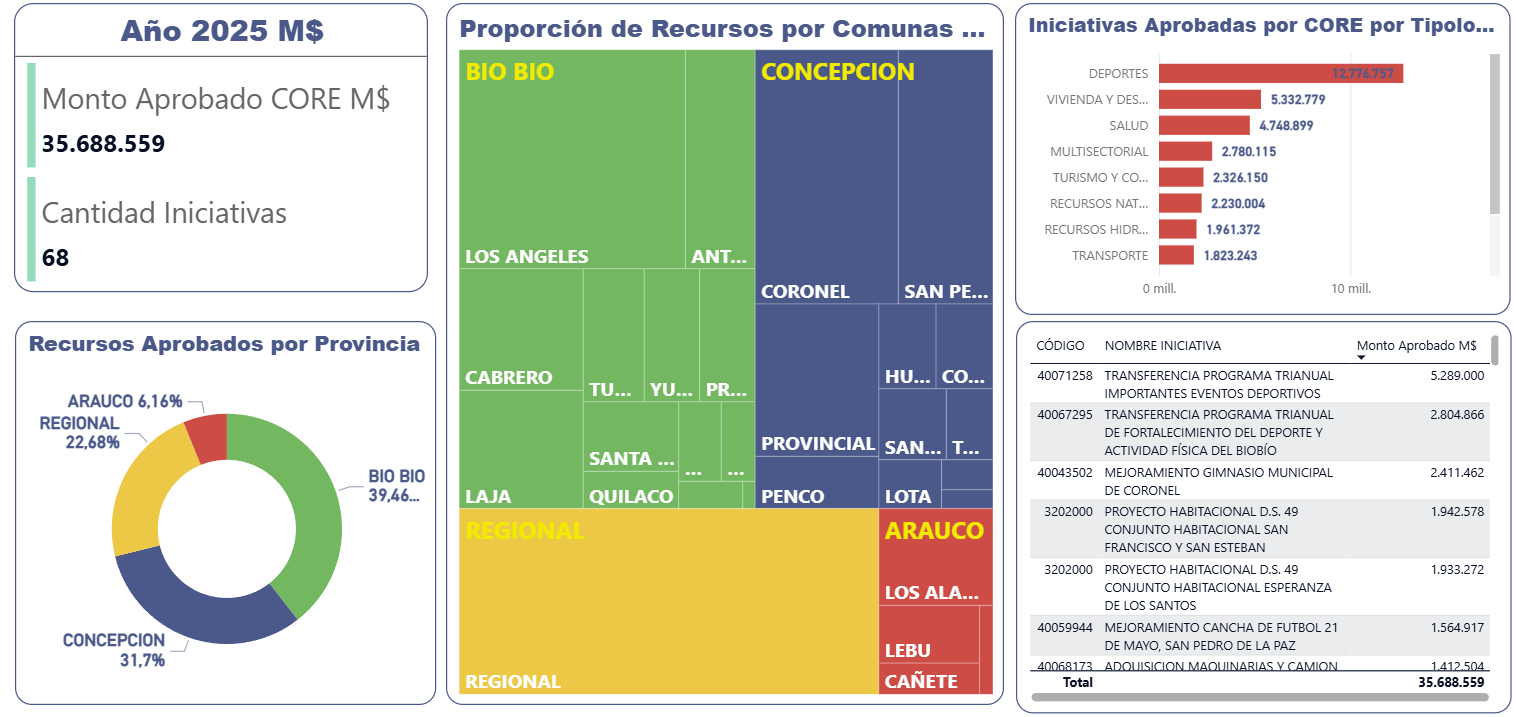 Año 2025 M$
Monto Aprobado CORE M$
35.688.559
Cantidad Iniciativas
68
Recursos Aprobados por Provincia
ARAUCO 6,16%
REGIONAL
22,68%
BIO BIO
39,46...
CONCEPCION
31,7%
Proporción de Recursos por Comunas ...
BIO BIO
LOS ANGELES
ANT...
CABRERO
TU...
YU...
PR...
LAJA
SANTA ...
...
...
QUILACO
CONCEPCION
CORONEL
SAN PE...
PROVINCIAL
HU...
CO...
SAN...
T...
PENCO
LOTA
REGIONAL
REGIONAL
ARAUCO
LOS ALA...
LEBU
CAÑETE
Iniciativas Aprobadas por CORE por Tipolo...
DEPORTES 12.776.757
VIVIENDA Y DES... 5.332.779
SALUD 4.748.899
MULTISECTORIAL 2.780.115
TURISMO Y CO... 2.326.150
RECURSOS NAT... 2.230.004
RECURSOS HIDR... 1.961.372
TRANSPORTE 1.823.243
0 mill. 10 mill.
CÓDIGO NOMBRE INICIATIVA Monto Aprobado M$
40071258 TRANSFERENCIA PROGRAMA TRIANUAL 5.289.000
IMPORTANTES EVENTOS DEPORTIVOS
40067295 TRANSFERENCIA PROGRAMA TRIANUAL 2.804.866
DE FORTALECIMIENTO DEL DEPORTE Y
ACTIVIDAD FÍSICA DEL BIOBÍO
40043502 MEJORAMIENTO GIMNASIO MUNICIPAL 2.411.462
DE CORONEL
3202000 PROYECTO HABITACIONAL D.S. 49 1.942.578
CONJUNTO HABITACIONAL SAN
FRANCISCO Y SAN ESTEBAN
3202000 PROYECTO HABITACIONAL D.S. 49 1.933.272
CONJUNTO HABITACIONAL ESPERANZA
DE LOS SANTOS
40059944 MEJORAMIENTO CANCHA DE FUTBOL 21 1.564.917
DE MAYO, SAN PEDRO DE LA PAZ
40068173 ADQUISICION MAQUINARIAS Y CAMION 1.412.504
Total 35.688.559